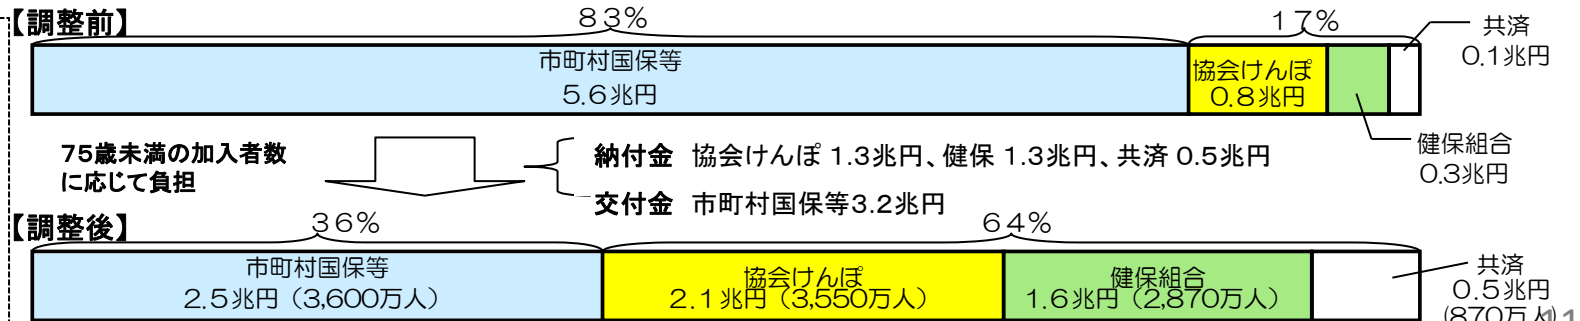 【調整前】
83%
17%
共済
0.1兆円
市町村国保等
5.6兆円
協会けんぽ
0.8兆円
健保組合
0.3兆円
75歳未満の加入者数
に応じて負担
納付金 協会けんぽ 1.3兆円、健保 1.3兆円、共済 0.5兆円
交付金 市町村国保等3.2兆円
【調整後】
36%
64%
市町村国保等
2.5兆円（3,600万人）
協会けんぽ
2.1兆円（3,550万人）
健保組合
1.6兆円（2,870万人）
共済
0.5兆円
(870万人)
11